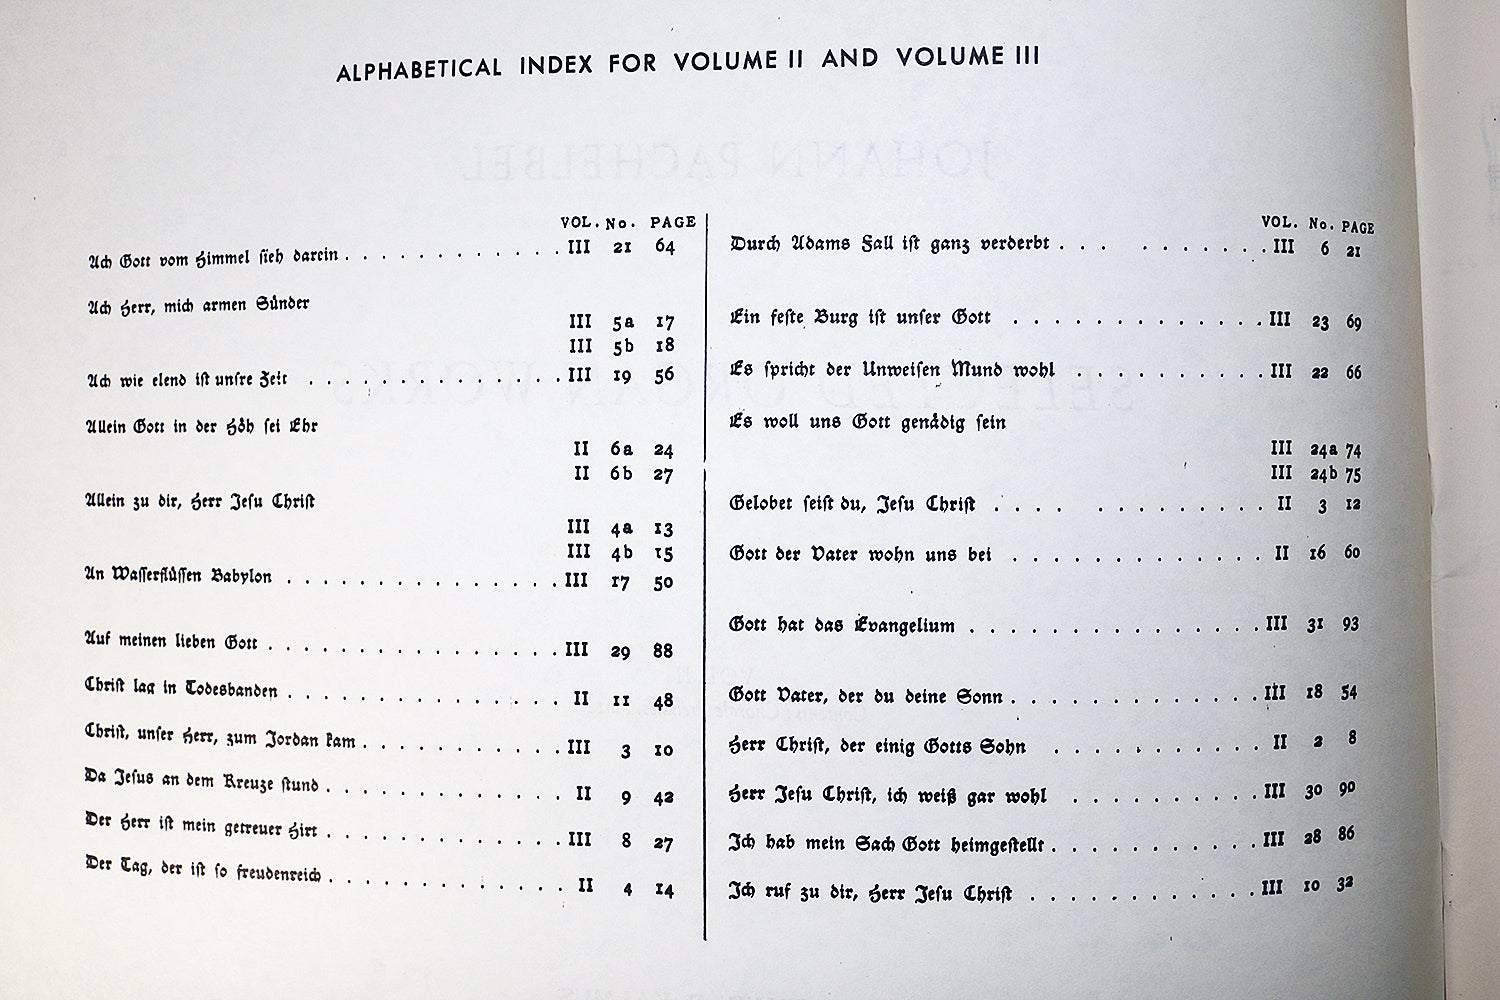 ALPHABETICAL INDEX FOR VOLUME II AND VOLUME III
VOL. No. PAGE
Ach Gott vom Himmel sieh darein . . . . . . . . . . . III 21 64
Ach Herr, mich armen Sünder
III 5a 17
III 5b 18
Ach wie elend ist unsre Zeit . . . . . . . . . . . . . III 19 56
Allein Gott in der Höh sei Ehr
II 6a 24
II 6b 27
Allein zu dir, Herr Jesu Christ
III 4a 13
III 4b 15
An Wasserflüssen Babylon . . . . . . . . . . . . . . III 17 50
Auf meinen lieben Gott . . . . . . . . . . . . . . . . III 29 88
Christ lag in Todesbanden . . . . . . . . . . . . . . . II 11 48
Christ, unser Herr, zum Jordan kam . . . . . . . . . . . III 3 10
Da Jesus an dem Kreuze stund . . . . . . . . . . . . . II 9 42
Der Herr ist mein getreuer Hirt . . . . . . . . . . . . . III 8 27
Der Tag, der ist so freudenreich . . . . . . . . . . . . . II 4 14
VOL. No. PAGE
Durch Adams Fall ist ganz verderbt . . . . . . . . . . III 6 21
Ein feste Burg ist unser Gott . . . . . . . . . . . . . . III 23 69
Es spricht der Unweisen Mund wohl . . . . . . . . . . . III 22 66
Es woll uns Gott genädig sein
III 24a 74
III 24b 75
Gelobet seist du, Jesu Christ . . . . . . . . . . . . . II 3 12
Gott der Vater wohn uns bei . . . . . . . . . . . . . . II 16 60
Gott hat das Evangelium . . . . . . . . . . . . . . . . III 31 93
Gott Vater, der du deine Sonn . . . . . . . . . . . . . . III 18 54
Herr Christ, der einig Gotts Sohn . . . . . . . . . . . II 2 8
Herr Jesu Christ, ich weiß gar wohl . . . . . . . . . . . III 30 90
Ich hab mein Sach Gott heimgestellt . . . . . . . . . . . . III 28 86
Ich ruf zu dir, Herr Jesu Christ . . . . . . . . . . . . . III 10 32